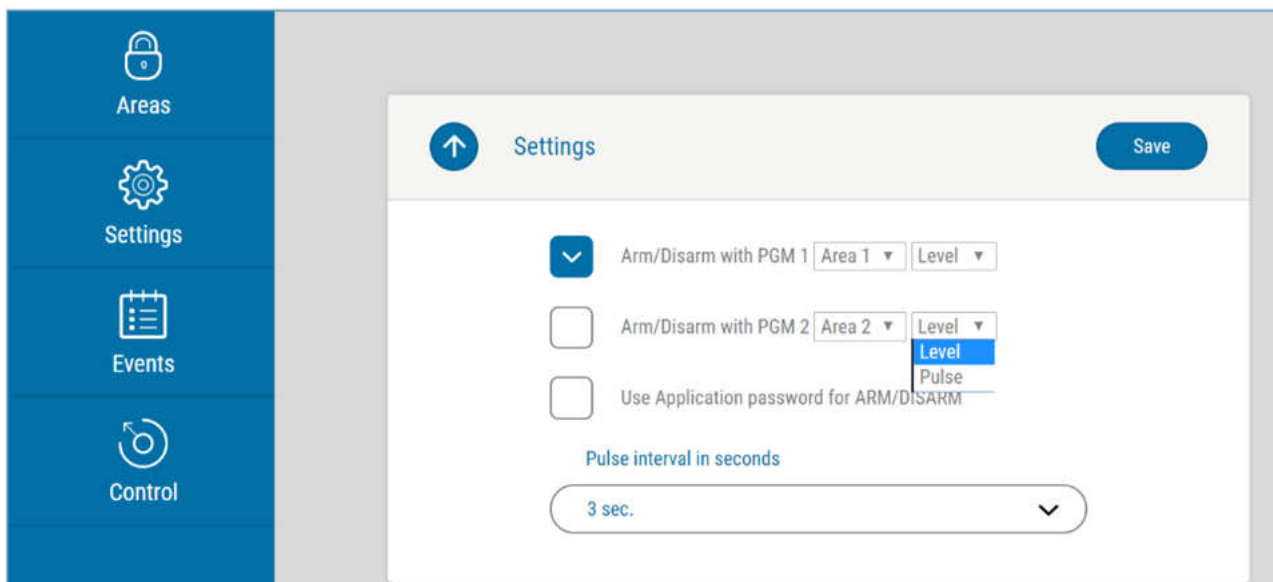 Areas
Settings
Events
Control
Settings
Save
Arm/Disarm with PGM 1 Area 1 Level
Arm/Disarm with PGM 2 Area 2 Level
Level
Pulse
Use Application password for ARM/DISARM
Pulse interval in seconds
3 sec.